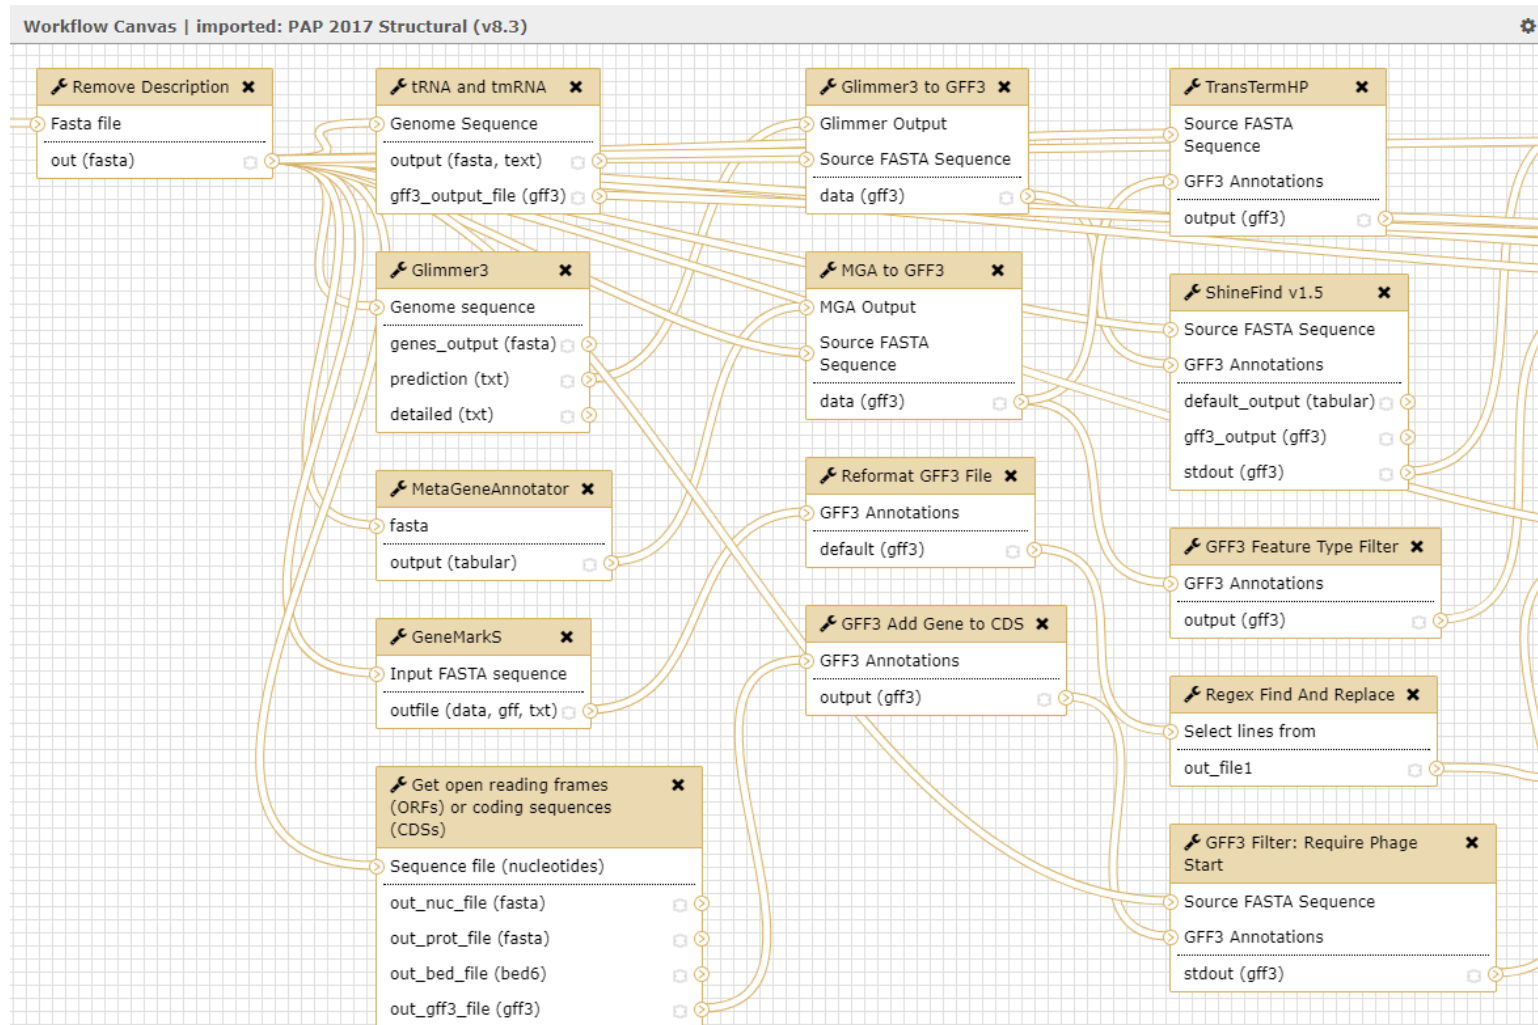 Workflow Canvas | imported: PAP 2017 Structural (v8.3)
Remove Description
Fasta file
out (fasta)
tRNA and tmRNA
Genome Sequence
output (fasta, text)
gff3_output_file (gff3)
Glimmer3
Genome sequence
genes_output (fasta)
prediction (txt)
detailed (txt)
MetaGeneAnnotator
fasta
output (tabular)
GeneMarkS
Input FASTA sequence
outfile (data, gff, txt)
Get open reading frames
(ORFs) or coding sequences
(CDSs)
Sequence file (nucleotides)
out_nuc_file (fasta)
out_prot_file (fasta)
out_bed_file (bed6)
out_gff3_file (gff3)
Glimmer3 to GFF3
Glimmer Output
Source FASTA Sequence
data (gff3)
MGA to GFF3
MGA Output
Source FASTA
Sequence
data (gff3)
Reformat GFF3 File
GFF3 Annotations
default (gff3)
GFF3 Add Gene to CDS
GFF3 Annotations
output (gff3)
TransTermHP
Source FASTA
Sequence
GFF3 Annotations
output (gff3)
ShineFind v1.5
Source FASTA Sequence
GFF3 Annotations
default_output (tabular)
gff3_output (gff3)
stdout (gff3)
GFF3 Feature Type Filter
GFF3 Annotations
output (gff3)
Regex Find And Replace
Select lines from
out_file1
GFF3 Filter: Require Phage
Start
Source FASTA Sequence
GFF3 Annotations
stdout (gff3)